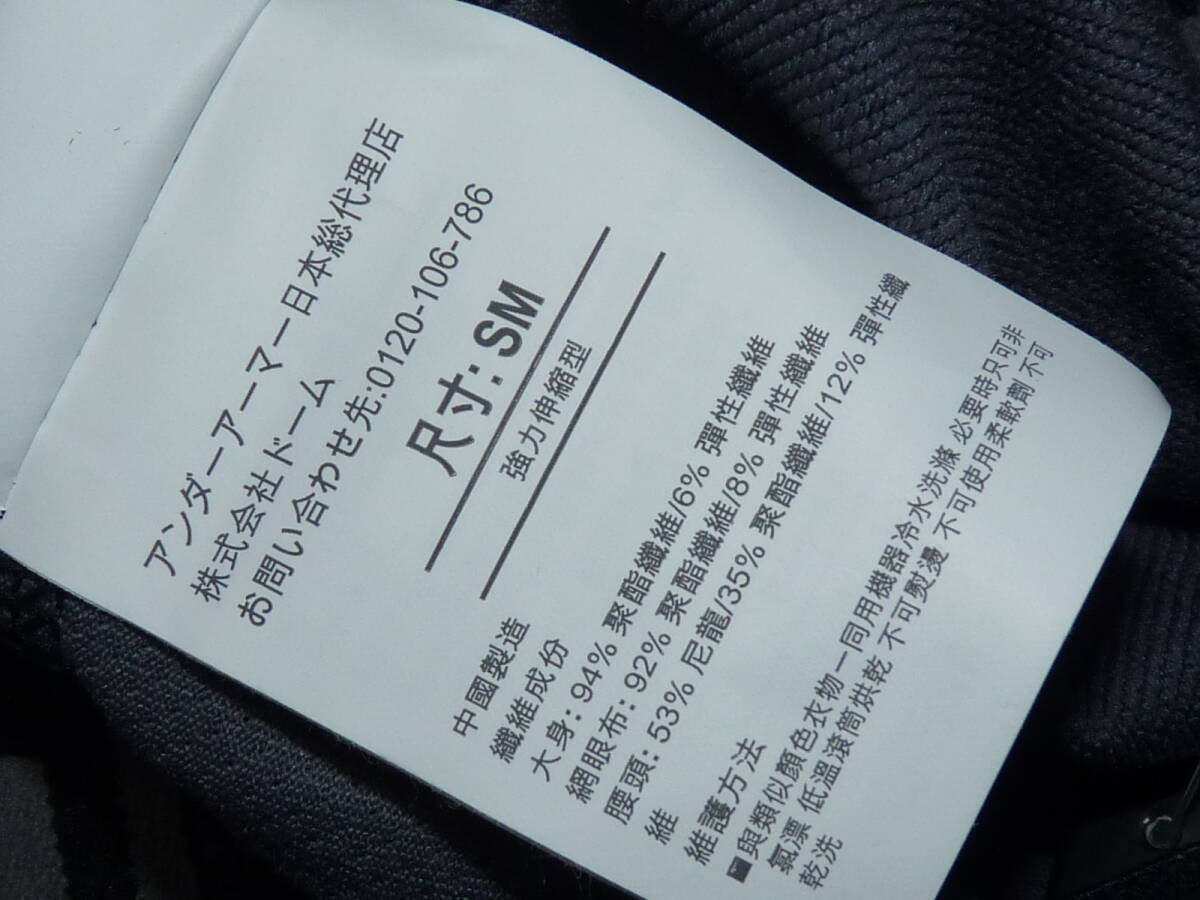 アンダーアーマー日本総代理店
株式会社ドーム
お問い合わせ先:0120-106-786
尺寸: SM
強力伸縮型
中國製造
纖維成份
大身: 94% 聚酯纖維/6% 彈性纖維
網眼布: 92% 聚酯纖維/8% 彈性纖維
腰頭: 53% 尼龍/35% 聚酯纖維/12% 彈性纖
維
維護方法
■與類似顏色衣物一同用機器冷水洗滌 必要時只可非
氯漂 低溫滾筒烘乾 不可熨燙 不可使用柔軟劑 不可
乾洗